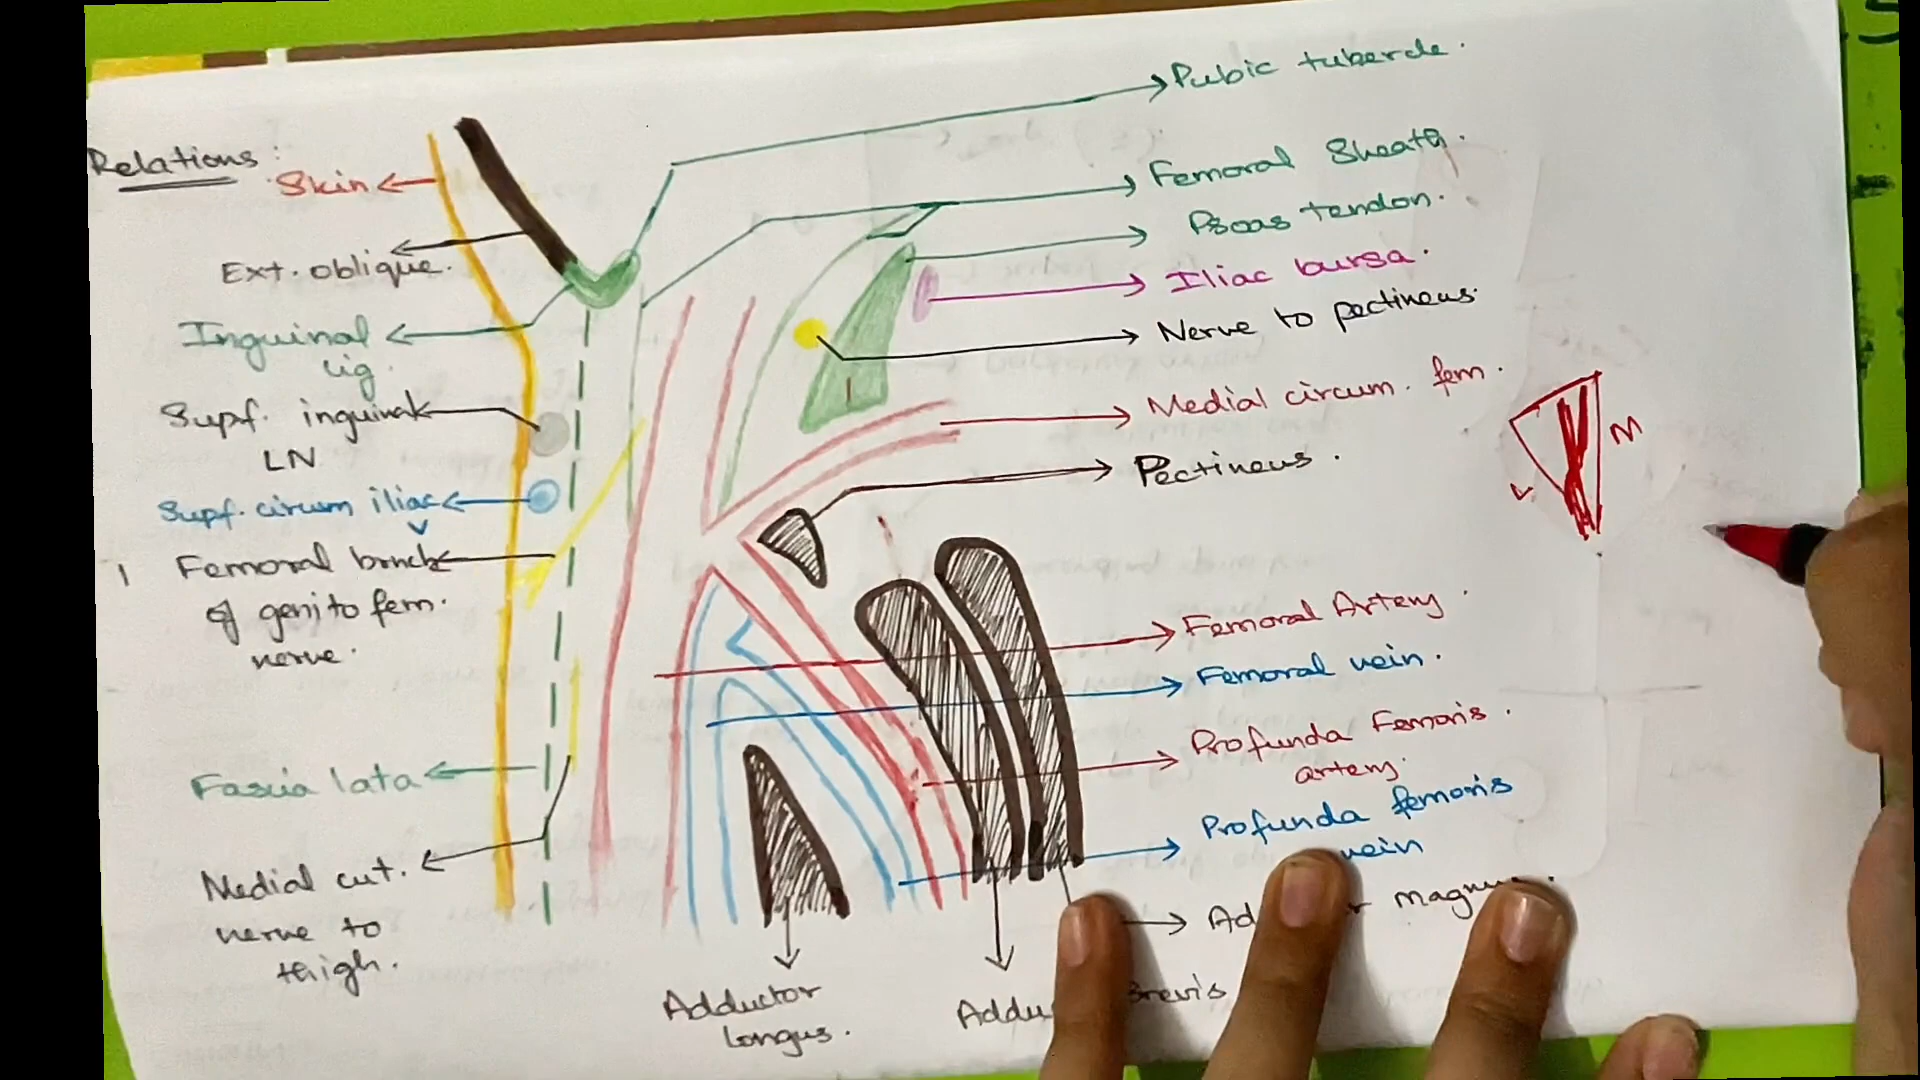 Relations:
Skin
Ext. oblique.
Inguinal
Lig.
Supf. inguinal
LN
Supf. circum iliac
V
Femoral branch
of genito fem.
nerve.
Fascia lata
Medial cut.
nerve to
thigh.
Pubic tubercle.
Femoral Sheath.
Psoas tendon.
Iliac bursa.
Nerve to pectineus.
Medial circum. fem.
Pectineus.
Femoral Artery.
Femoral vein.
Profunda Femoris.
artery.
Profunda femoris
vein
Adductor
longus.
M